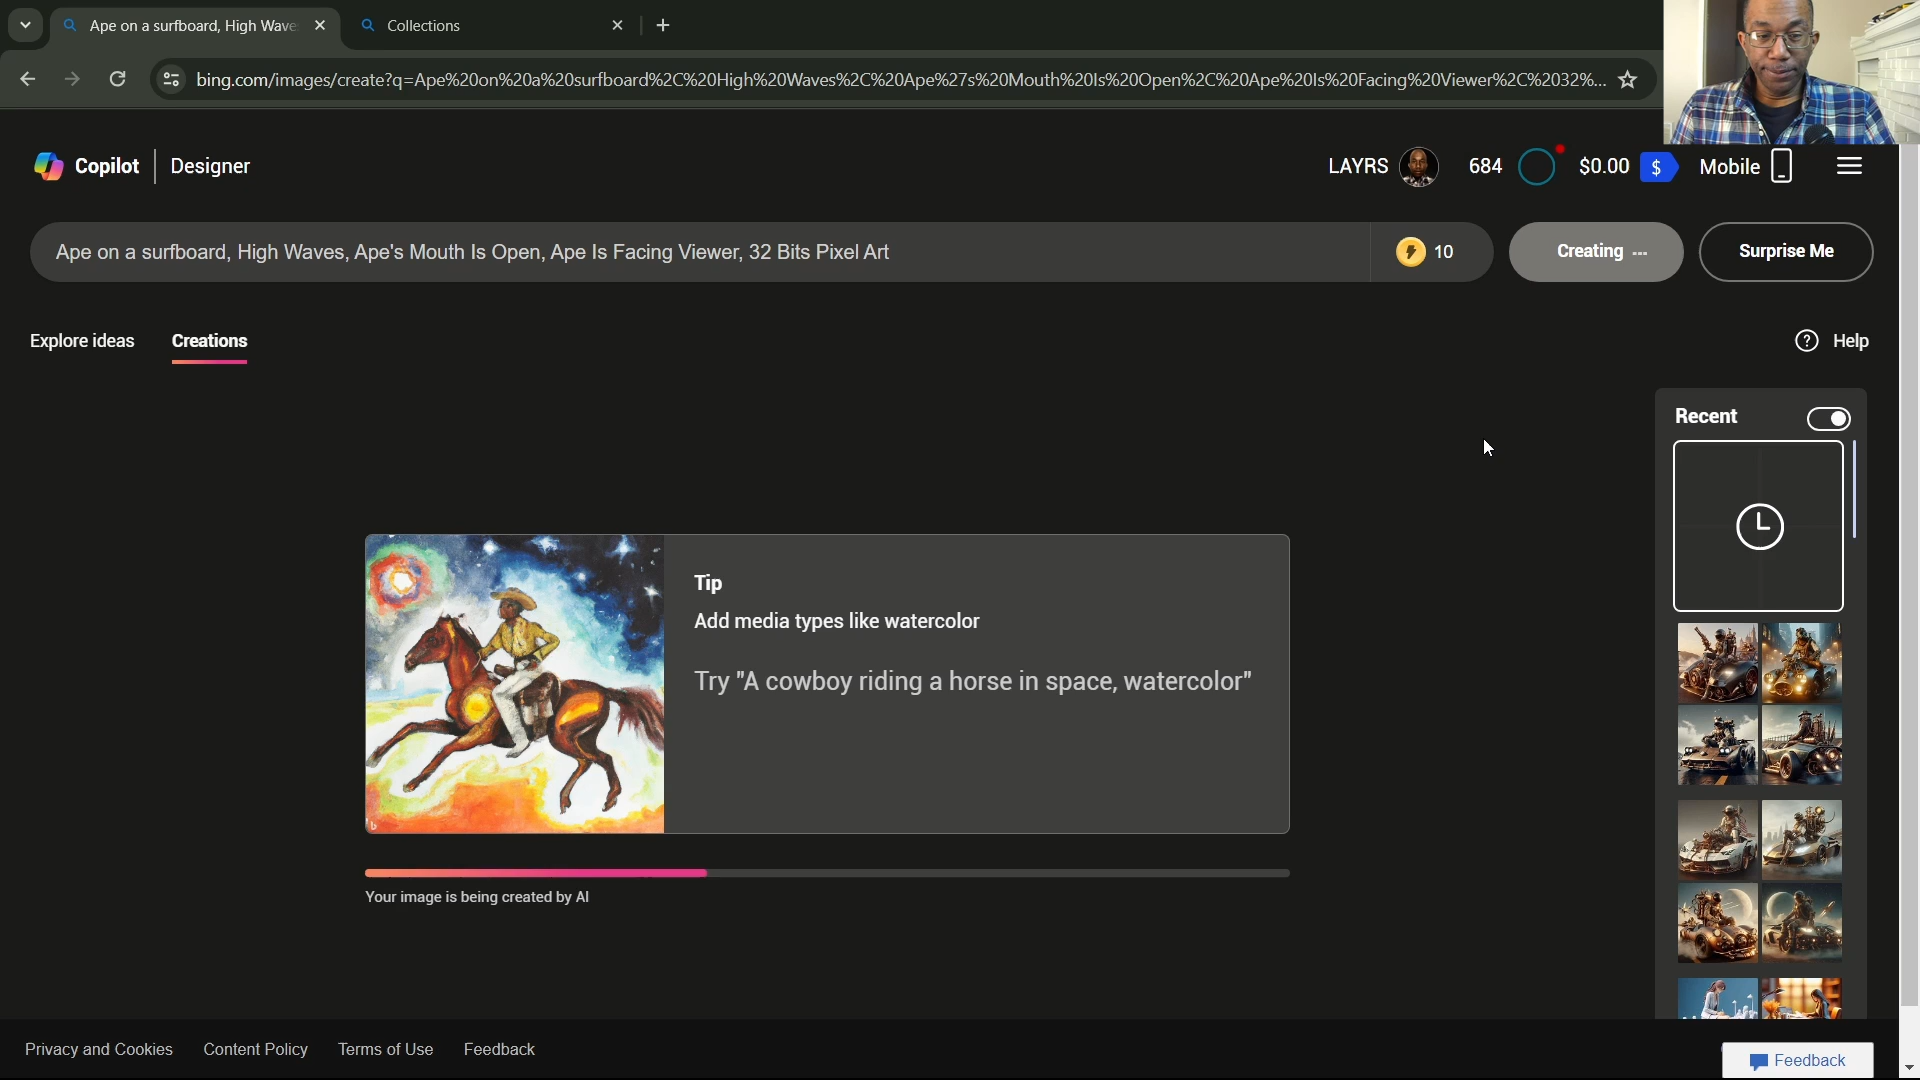 Ape on a surfboard, High Wave
Collections
bing.com/images/create?q=Ape%20on%20a%20surfboard%2C%20High%20Waves%2C%20Ape%27s%20Mouth%20Is%20Open%2C%20Ape%20Is%20Facing%20Viewer%2C%2032%...
Copilot
Designer
LAYRS
684
$0.00
$
Mobile
Ape on a surfboard, High Waves, Ape's Mouth Is Open, Ape Is Facing Viewer, 32 Bits Pixel Art
10
Creating ...
Surprise Me
Explore ideas
Creations
? Help
Recent
Tip
Add media types like watercolor
Try "A cowboy riding a horse in space, watercolor"
b
Your image is being created by AI
Privacy and Cookies
Content Policy
Terms of Use
Feedback
Feedback